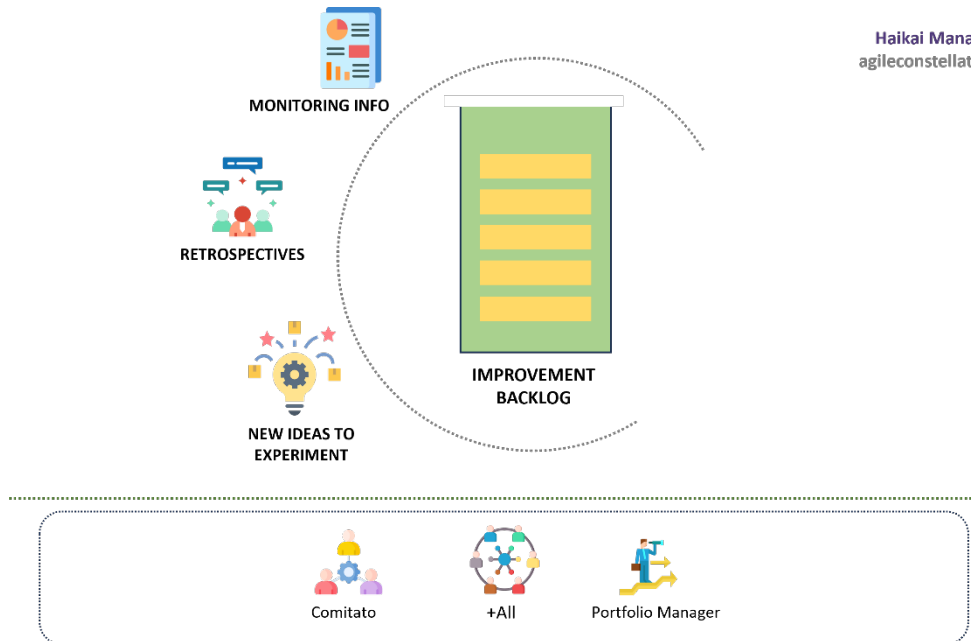 Haikai Mana
agileconstellat
MONITORING INFO
RETROSPECTIVES
IMPROVEMENT
BACKLOG
NEW IDEAS TO
EXPERIMENT
Comitato
+All
Portfolio Manager